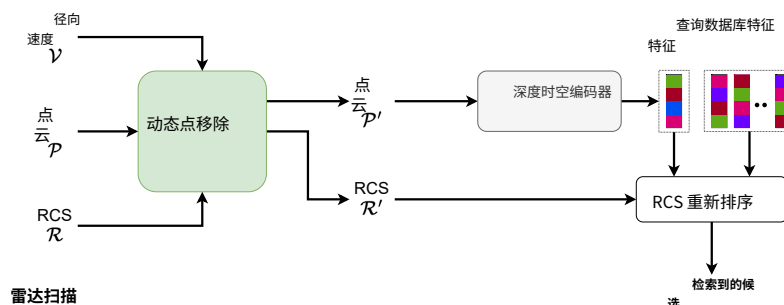 径向
速度
𝒱
点
云
𝒫
RCS
ℛ
雷达扫描
动态点移除
点
云
𝒫′
RCS
ℛ′
深度时空编码器
查询数据库特征
特征
RCS 重新排序
检索到的候
选